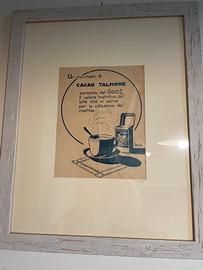 Un cucchiaio di
CACAO TALMONE
aumenta del 600%
il valore nutritivo del
latte che vi serve
per la colazione del
mattino.